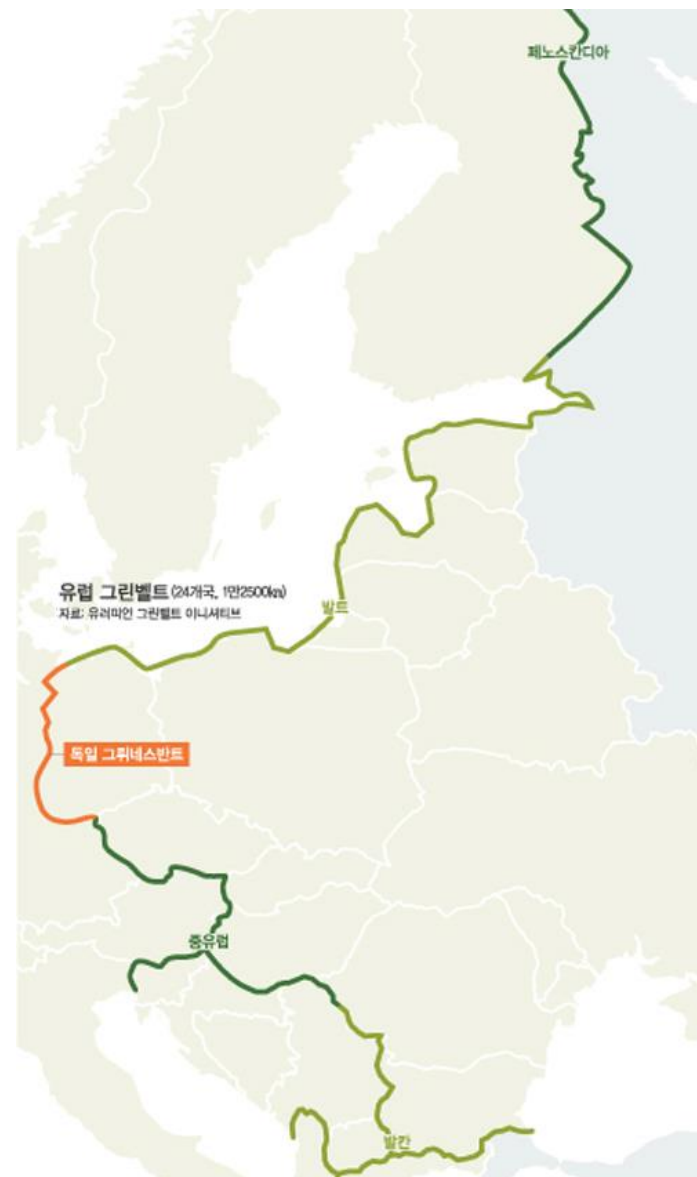 페노스칸디아
유럽 그린벨트 (24개국, 1만2500km)
자료: 유러피언 그린벨트 이니셔티브
발트
독일 그뤼네스반트
중유럽
발칸